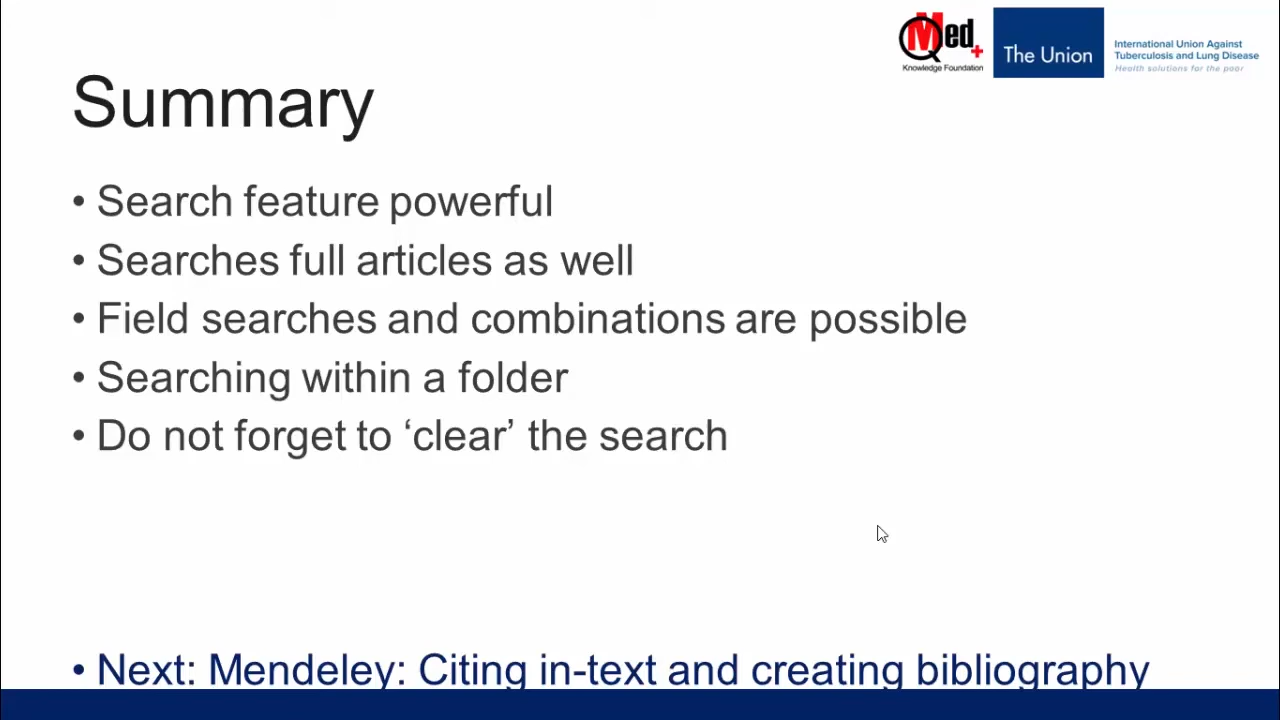 QMed+
Knowledge Foundation
The Union
International Union Against
Tuberculosis and Lung Disease
Health solutions for the poor
Summary
• Search feature powerful
• Searches full articles as well
• Field searches and combinations are possible
• Searching within a folder
• Do not forget to ‘clear’ the search
• Next: Mendeley: Citing in-text and creating bibliography